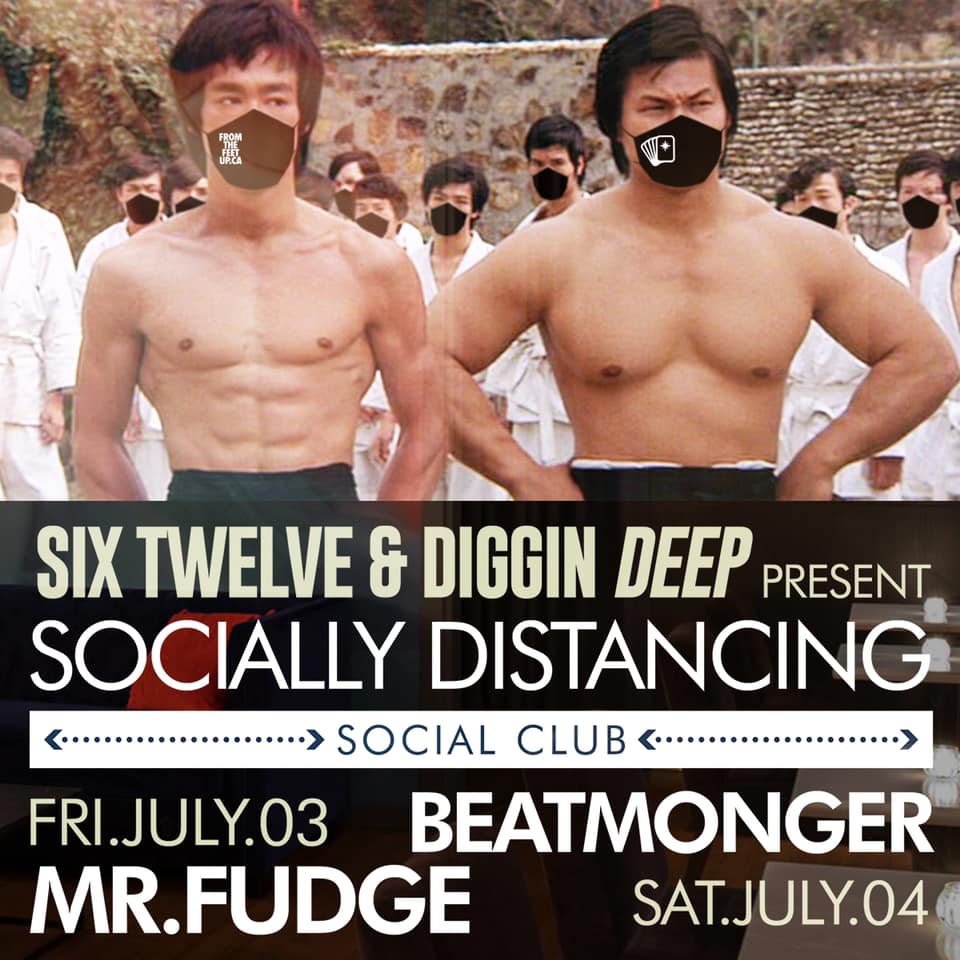 FROM
THE
FEET
UP.CA
SIX TWELVE & DIGGIN DEEP PRESENT
SOCIALLY DISTANCING
SOCIAL CLUB
FRI.JULY.03 BEATMONGER
MR.FUDGE SAT.JULY.04